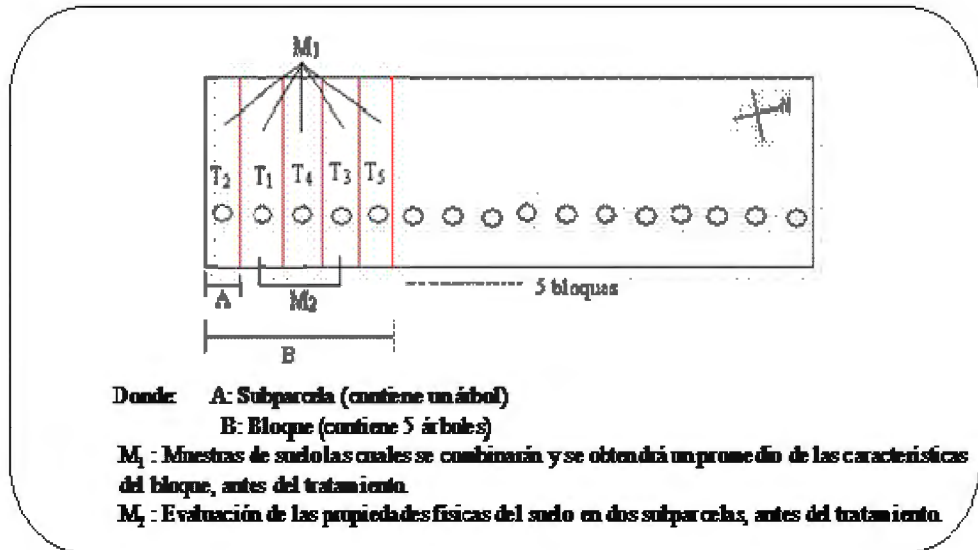 M₁
N
T₂ T₁ T₄ T₃ T₅
A M₂ 5 bloques
B
Donde: A: Subparcela (contiene un árbol)
B: Bloque (contiene 5 árboles)
M₁ : Muestras de suelo las cuales se combinarán y se obtendrá un promedio de las características
del bloque, antes del tratamiento.
M₂ : Evaluación de las propiedades físicas del suelo en dos subparcelas, antes del tratamiento.